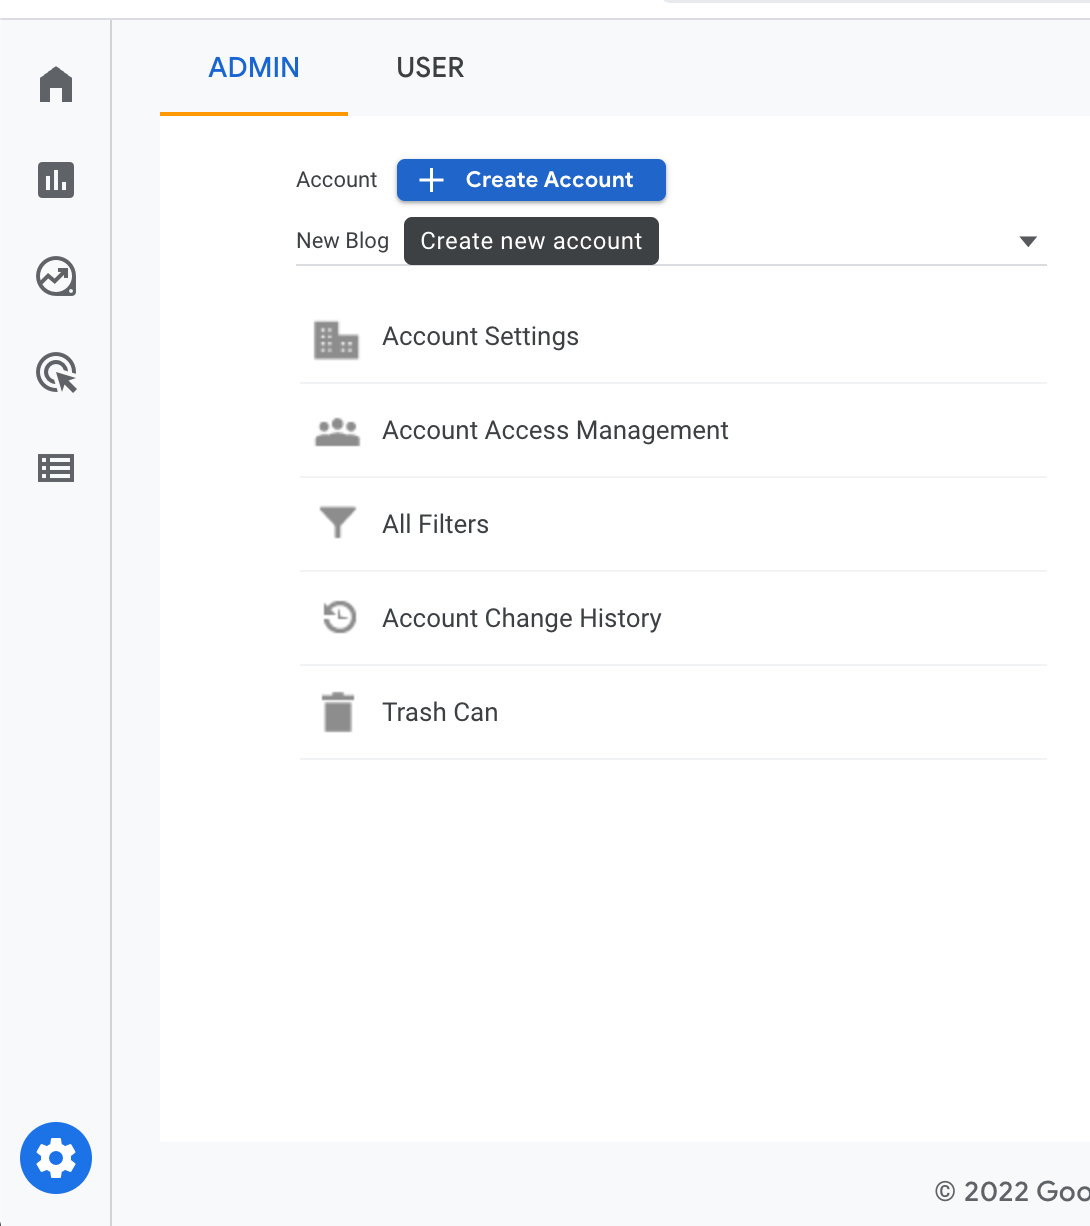 ADMIN USER
Account + Create Account
New Blog Create new account
Account Settings
Account Access Management
All Filters
Account Change History
Trash Can
© 2022 Goo